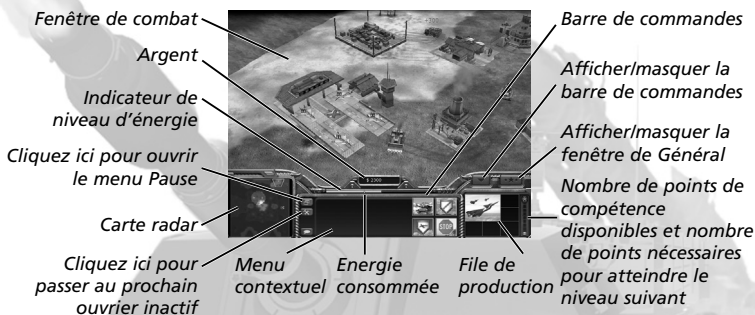 Fenêtre de combat
Argent
Indicateur de
niveau d’énergie
Cliquez ici pour ouvrir
le menu Pause
Carte radar
Cliquez ici pour
passer au prochain
ouvrier inactif
Menu
contextuel
Energie
consommée
File de
production
Barre de commandes
Afficher/masquer la
barre de commandes
Afficher/masquer la
fenêtre de Général
Nombre de points de
compétence
disponibles et nombre
de points nécessaires
pour atteindre le
niveau suivant
$ 2300
STOP